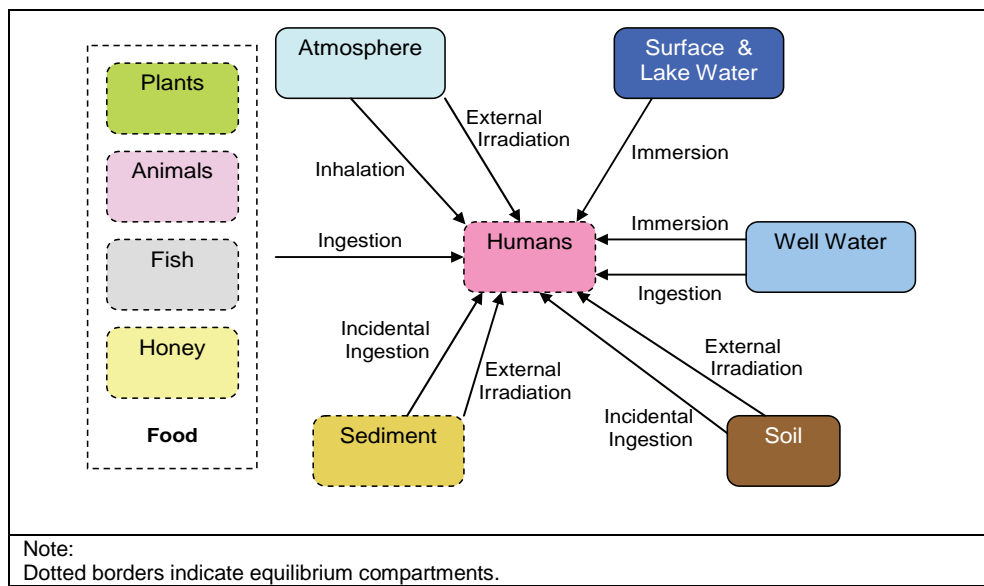 Plants
Animals
Fish
Honey
Food
Atmosphere
Surface &
Lake Water
External
Irradiation
Inhalation
Immersion
Ingestion
Humans
Immersion
Well Water
Ingestion
Incidental
Ingestion
External
Irradiation
External
Irradiation
Incidental
Ingestion
Sediment
Soil
Note:
Dotted borders indicate equilibrium compartments.